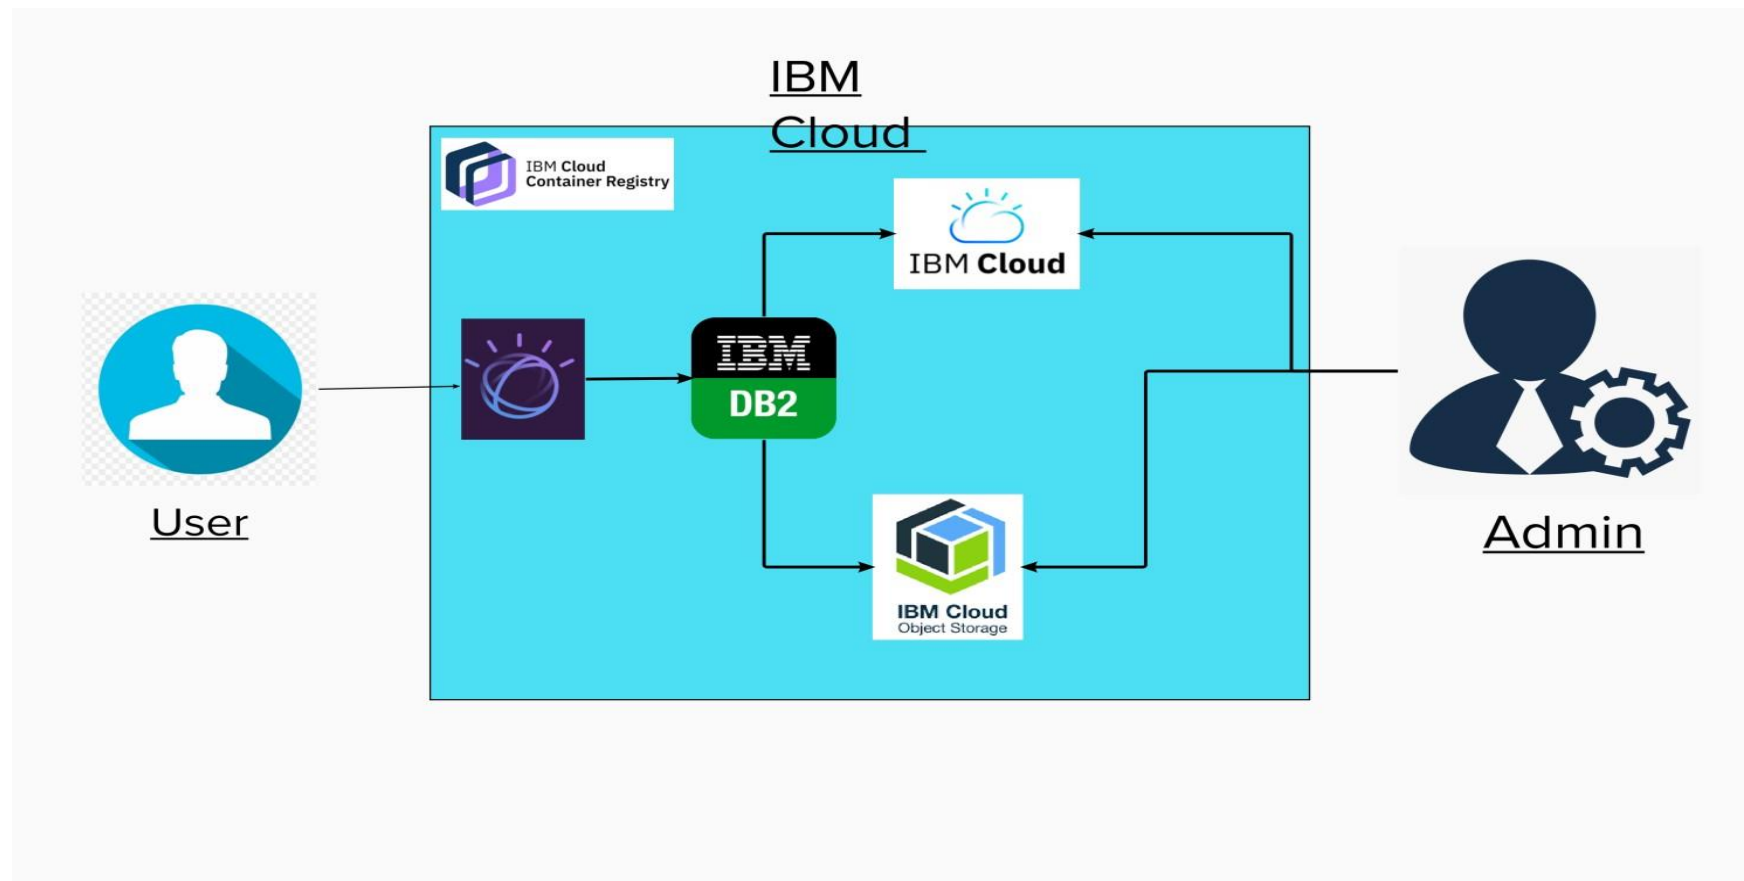 IBM
Cloud
IBM Cloud
Container Registry
IBM Cloud
IBM
DB2
User
Admin
IBM Cloud
Object Storage